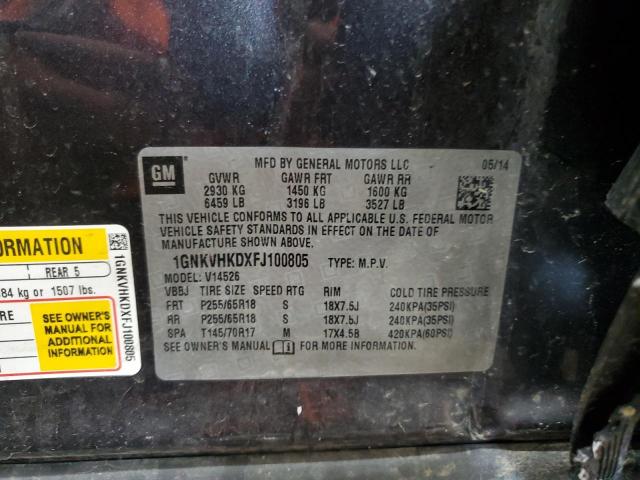 GM
MFD BY GENERAL MOTORS LLC 05/14
GVWR GAWR FRT GAWR RR
2930 KG 1450 KG 1600 KG
6459 LB 3196 LB 3527 LB
THIS VEHICLE CONFORMS TO ALL APPLICABLE U.S. FEDERAL MOTOR
VEHICLE SAFETY STANDARDS IN EFFECT ON THE DATE OF
MANUFACTURE SHOWN ABOVE.
1GNKVHKDXFJ100805 TYPE: M.P.V.
MODEL: V14526
VB5J TIRE SIZE SPEED RTG RIM COLD TIRE PRESSURE
FRT P255/65R18 S 18X7.5J 240KPA(35PSI)
RR P255/65R18 S 18X7.5J 240KPA(35PSI)
SPA T145/70R17 M 17X4.5B 420KPA(60PSI)
SEE OWNER'S MANUAL FOR MORE INFORMATION.
REAR 5
84 kg or 1507 lbs.
SEE OWNER'S
MANUAL FOR
ADDITIONAL
INFORMATION
1GNKVHKDXFJ100805